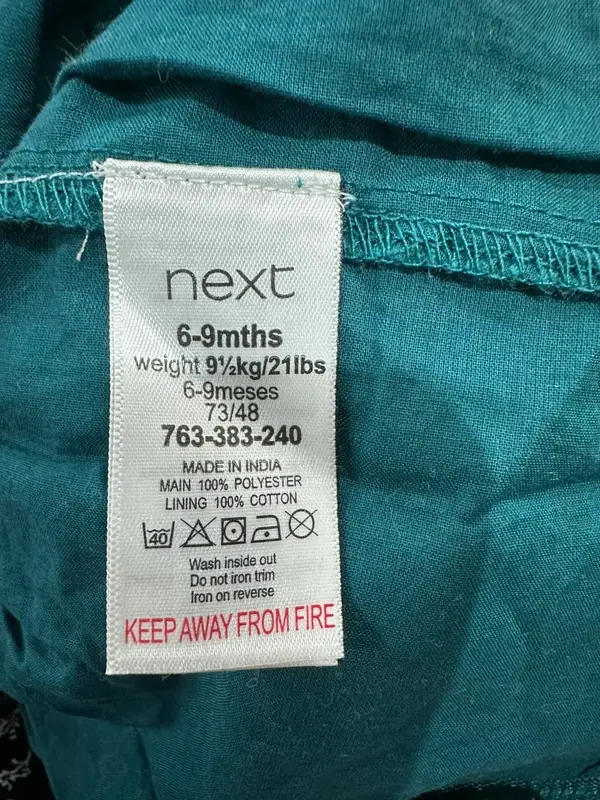 next
6-9mths
weight 9½kg/21lbs
6-9meses
73/48
763-383-240
MADE IN INDIA
MAIN 100% POLYESTER
LINING 100% COTTON
40
Wash inside out
Do not iron trim
Iron on reverse
KEEP AWAY FROM FIRE